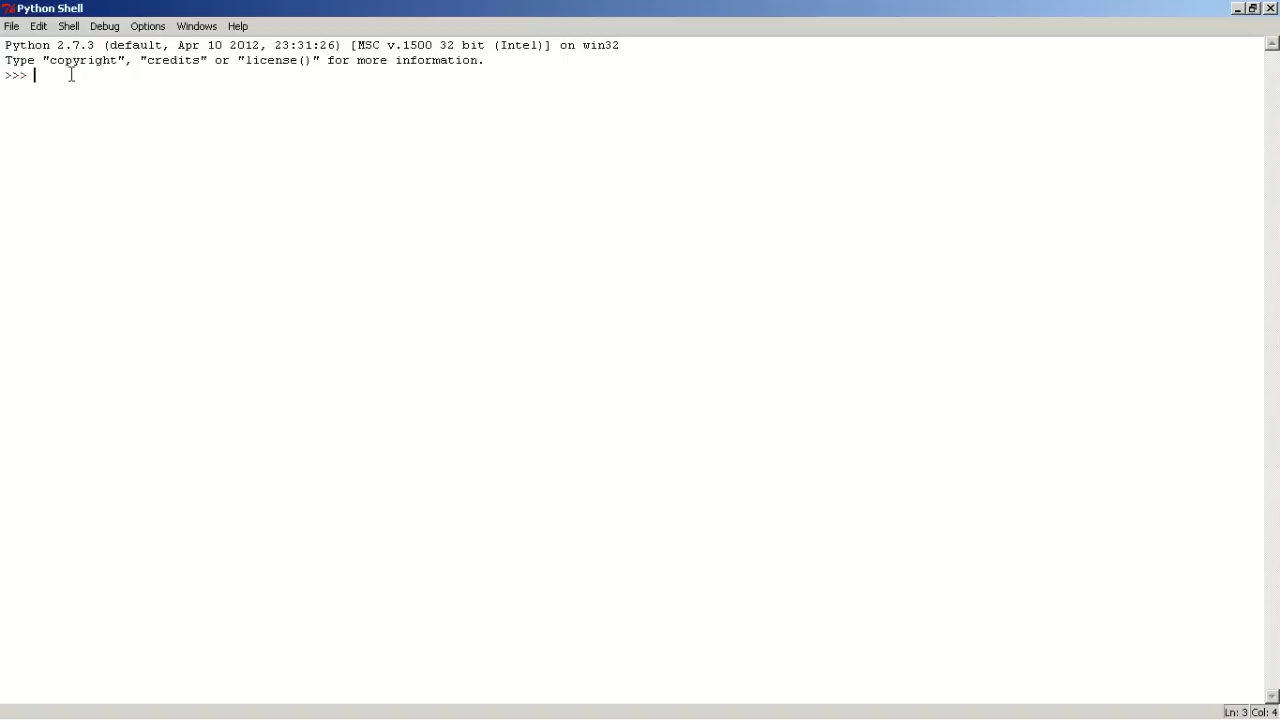 Python Shell
File Edit Shell Debug Options Windows Help
Python 2.7.3 (default, Apr 10 2012, 23:31:26) [MSC v.1500 32 bit (Intel)] on win32
Type "copyright", "credits" or "license()" for more information.
>>>
Ln: 3 Col: 4